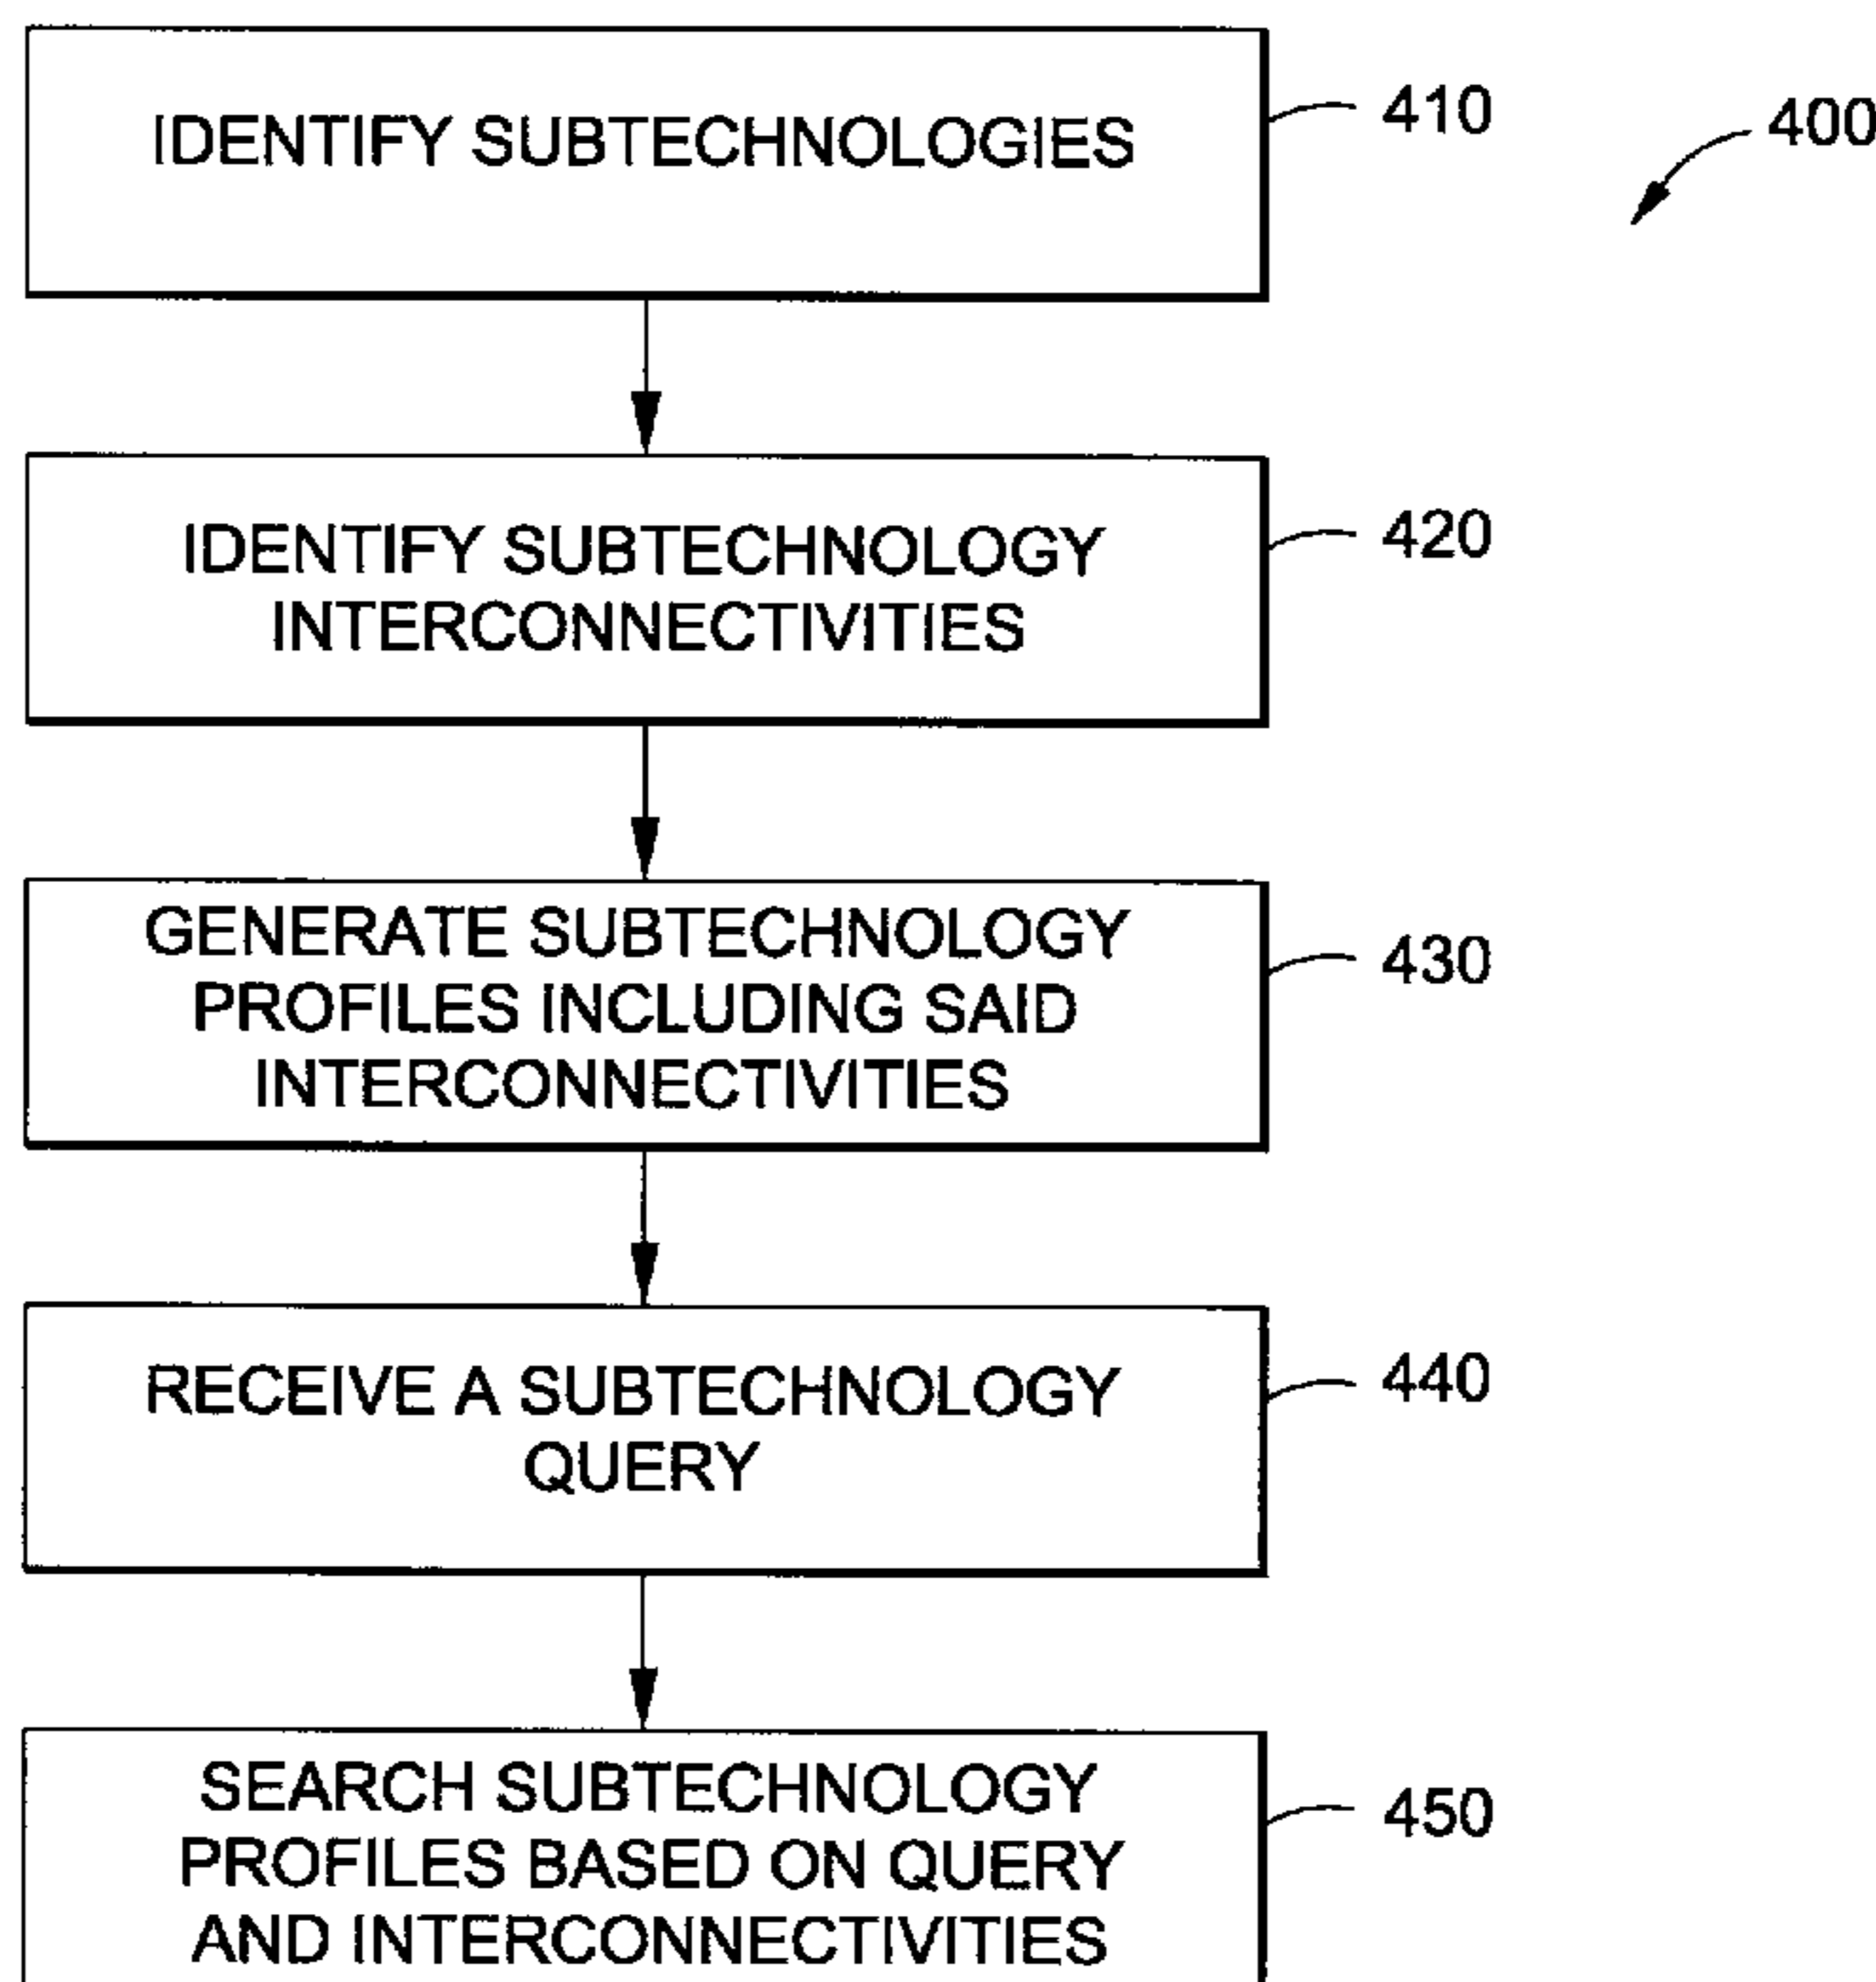 IDENTIFY SUBTECHNOLOGIES
410
400
IDENTIFY SUBTECHNOLOGY
INTERCONNECTIVITIES
420
GENERATE SUBTECHNOLOGY
PROFILES INCLUDING SAID
INTERCONNECTIVITIES
430
RECEIVE A SUBTECHNOLOGY
QUERY
440
SEARCH SUBTECHNOLOGY
PROFILES BASED ON QUERY
AND INTERCONNECTIVITIES
450